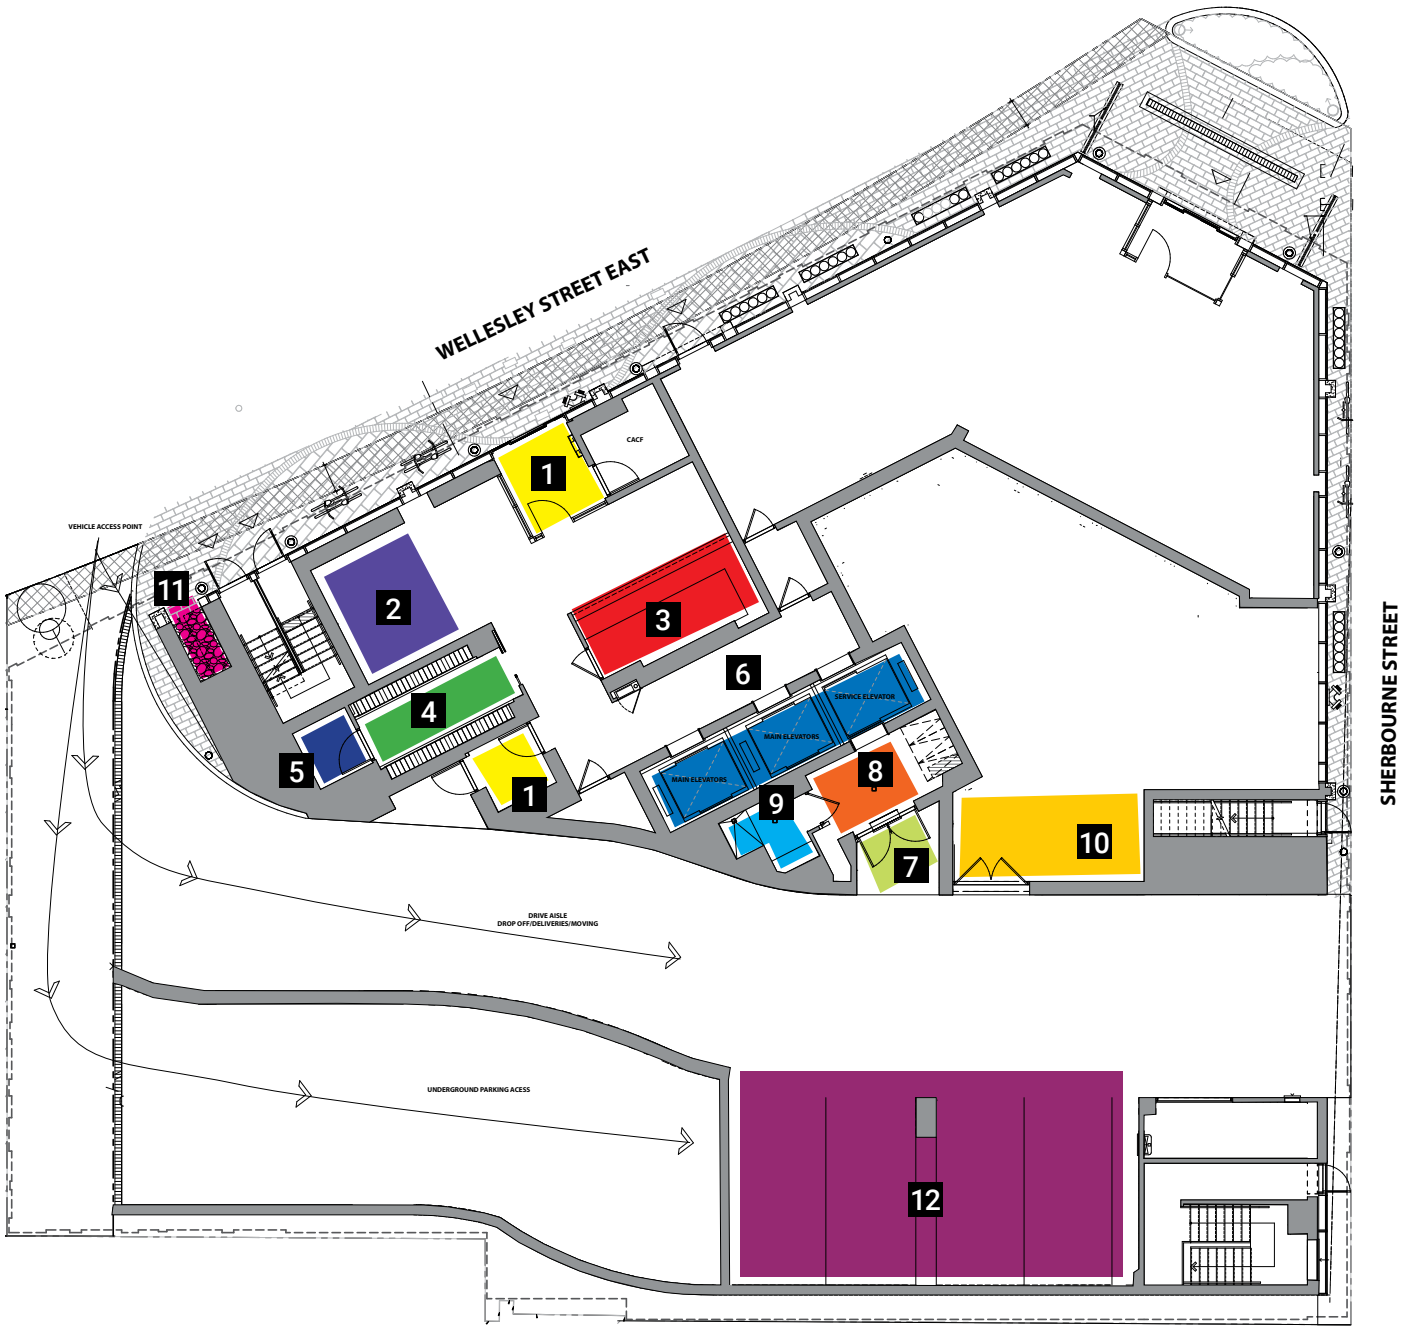 WELLESLEY STREET EAST
CACF
1
VEHICLE ACCESS POINT
11
2
3
SHERBOURNE STREET
6
4
SERVICE ELEVATOR
MAIN ELEVATORS
5
MAIN ELEVATORS
8
1
9
10
7
DRIVE AISLE
DROP OFF/DELIVERIES/MOVING
UNDERGROUND PARKING ACESS
12